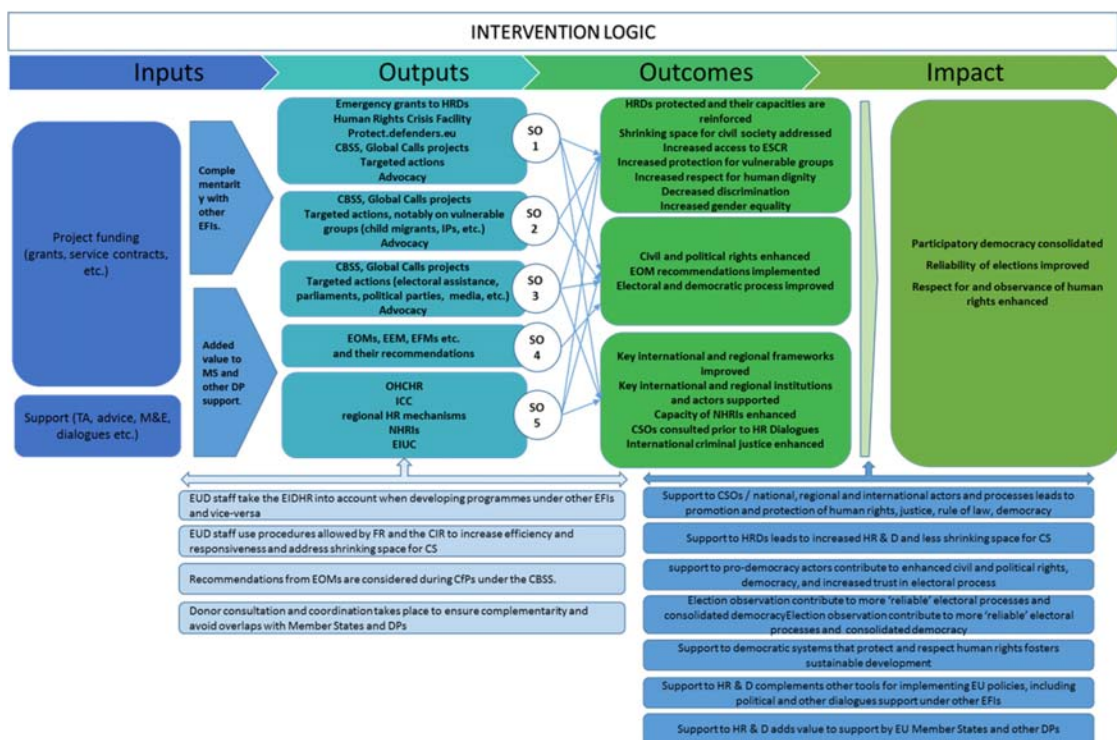 INTERVENTION LOGIC
Inputs
Outputs
Outcomes
Impact
Project funding
(grants, service contracts,
etc.)
Support (TA, advice, M&E,
dialogues etc.)
Comple
mentarit
y with
other
EFIs.
Added
value to
MS and
other DP
support.
Emergency grants to HRDs
Human Rights Crisis Facility
Protect.defenders.eu
CBSS, Global Calls projects
Targeted actions
Advocacy
CBSS, Global Calls projects
Targeted actions, notably on vulnerable
groups (child migrants, IPs, etc.)
Advocacy
CBSS, Global Calls projects
Targeted actions (electoral assistance,
parliaments, political parties, media, etc.)
Advocacy
EOMs, EEM, EFMs etc.
and their recommendations
OHCHR
ICC
regional HR mechanisms
NHRIs
EIUC
SO
1
SO
2
SO
3
SO
4
SO
5
HRDs protected and their capacities are
reinforced
Shrinking space for civil society addressed
Increased access to ESCR
Increased protection for vulnerable groups
Increased respect for human dignity
Decreased discrimination
Increased gender equality
Civil and political rights enhanced
EOM recommendations implemented
Electoral and democratic process improved
Key international and regional frameworks
improved
Key international and regional institutions
and actors supported
Capacity of NHRIs enhanced
CSOs consulted prior to HR Dialogues
International criminal justice enhanced
Participatory democracy consolidated
Reliability of elections improved
Respect for and observance of human
rights enhanced
EUD staff take the EIDHR into account when developing programmes under other EFIs
and vice-versa
EUD staff use procedures allowed by FR and the CIR to increase efficiency and
responsiveness and address shrinking space for CS
Recommendations from EOMs are considered during CfPs under the CBSS.
Donor consultation and coordination takes place to ensure complementarity and
avoid overlaps with Member States and DPs
Support to CSOs / national, regional and international actors and processes leads to
promotion and protection of human rights, justice, rule of law, democracy
Support to HRDs leads to increased HR & D and less shrinking space for CS
support to pro-democracy actors contribute to enhanced civil and political rights,
democracy, and increased trust in electoral process
Election observation contribute to more ‘reliable’ electoral processes and
consolidated democracyElection observation contribute to more ‘reliable’ electoral
processes and consolidated democracy
Support to democratic systems that protect and respect human rights fosters
sustainable development
Support to HR & D complements other tools for implementing EU policies, including
political and other dialogues support under other EFIs
Support to HR & D adds value to support by EU Member States and other DPs